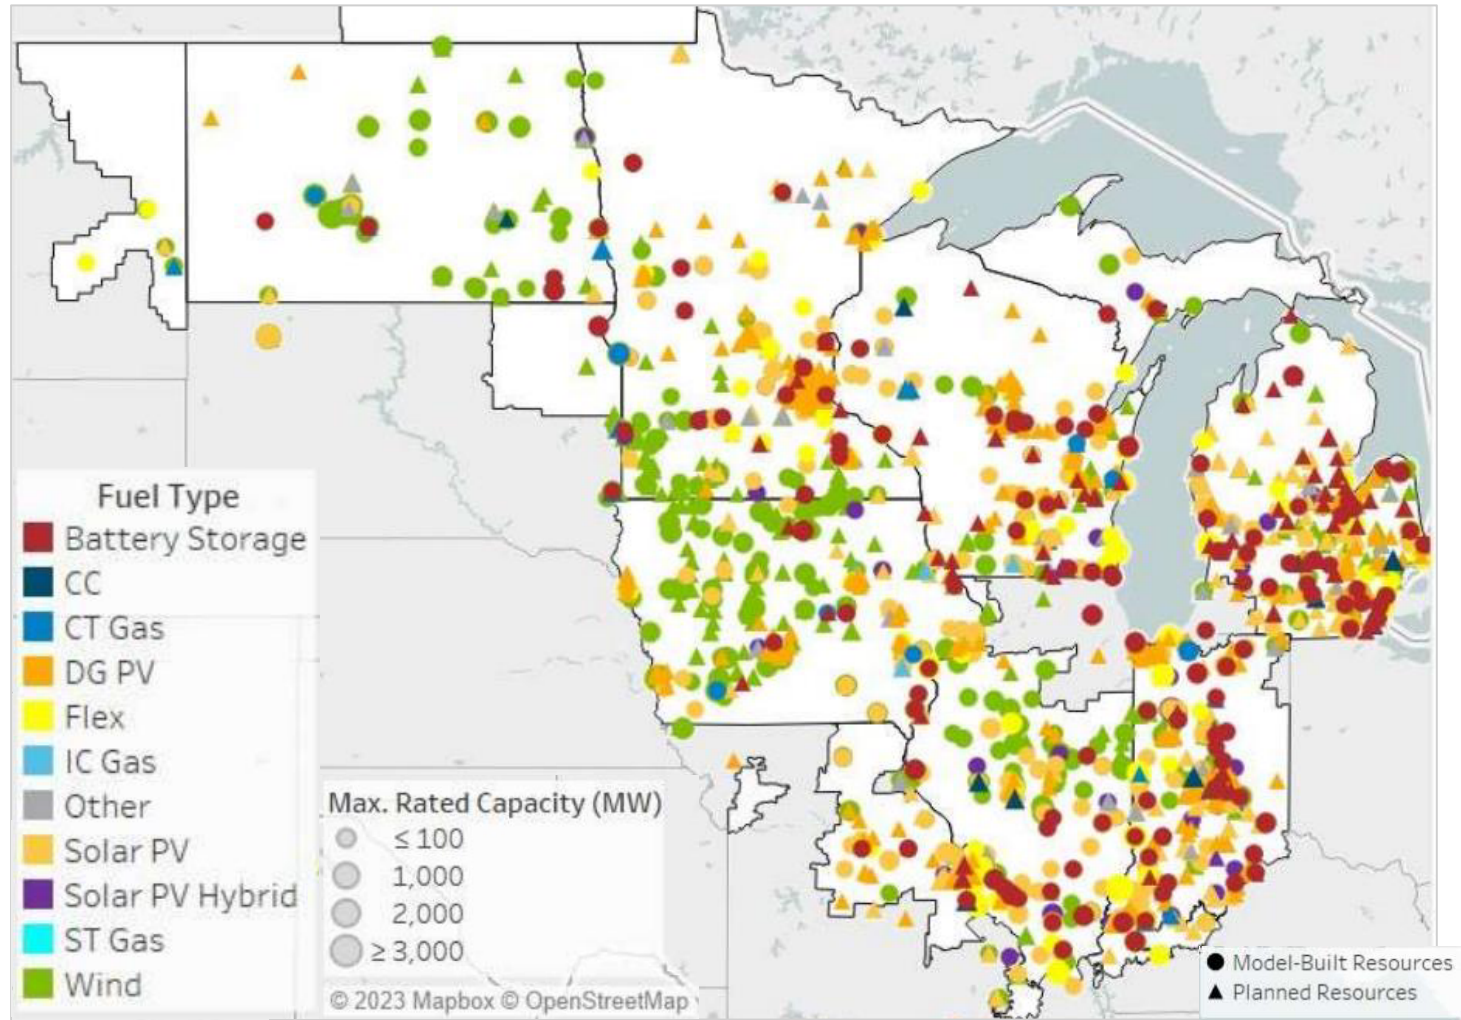 Fuel Type
Battery Storage
CC
CT Gas
DG PV
Flex
IC Gas
Other
Solar PV
Solar PV Hybrid
ST Gas
Wind
Max. Rated Capacity (MW)
≤ 100
1,000
2,000
≥ 3,000
© 2023 Mapbox © OpenStreetMap
Model-Built Resources
Planned Resources